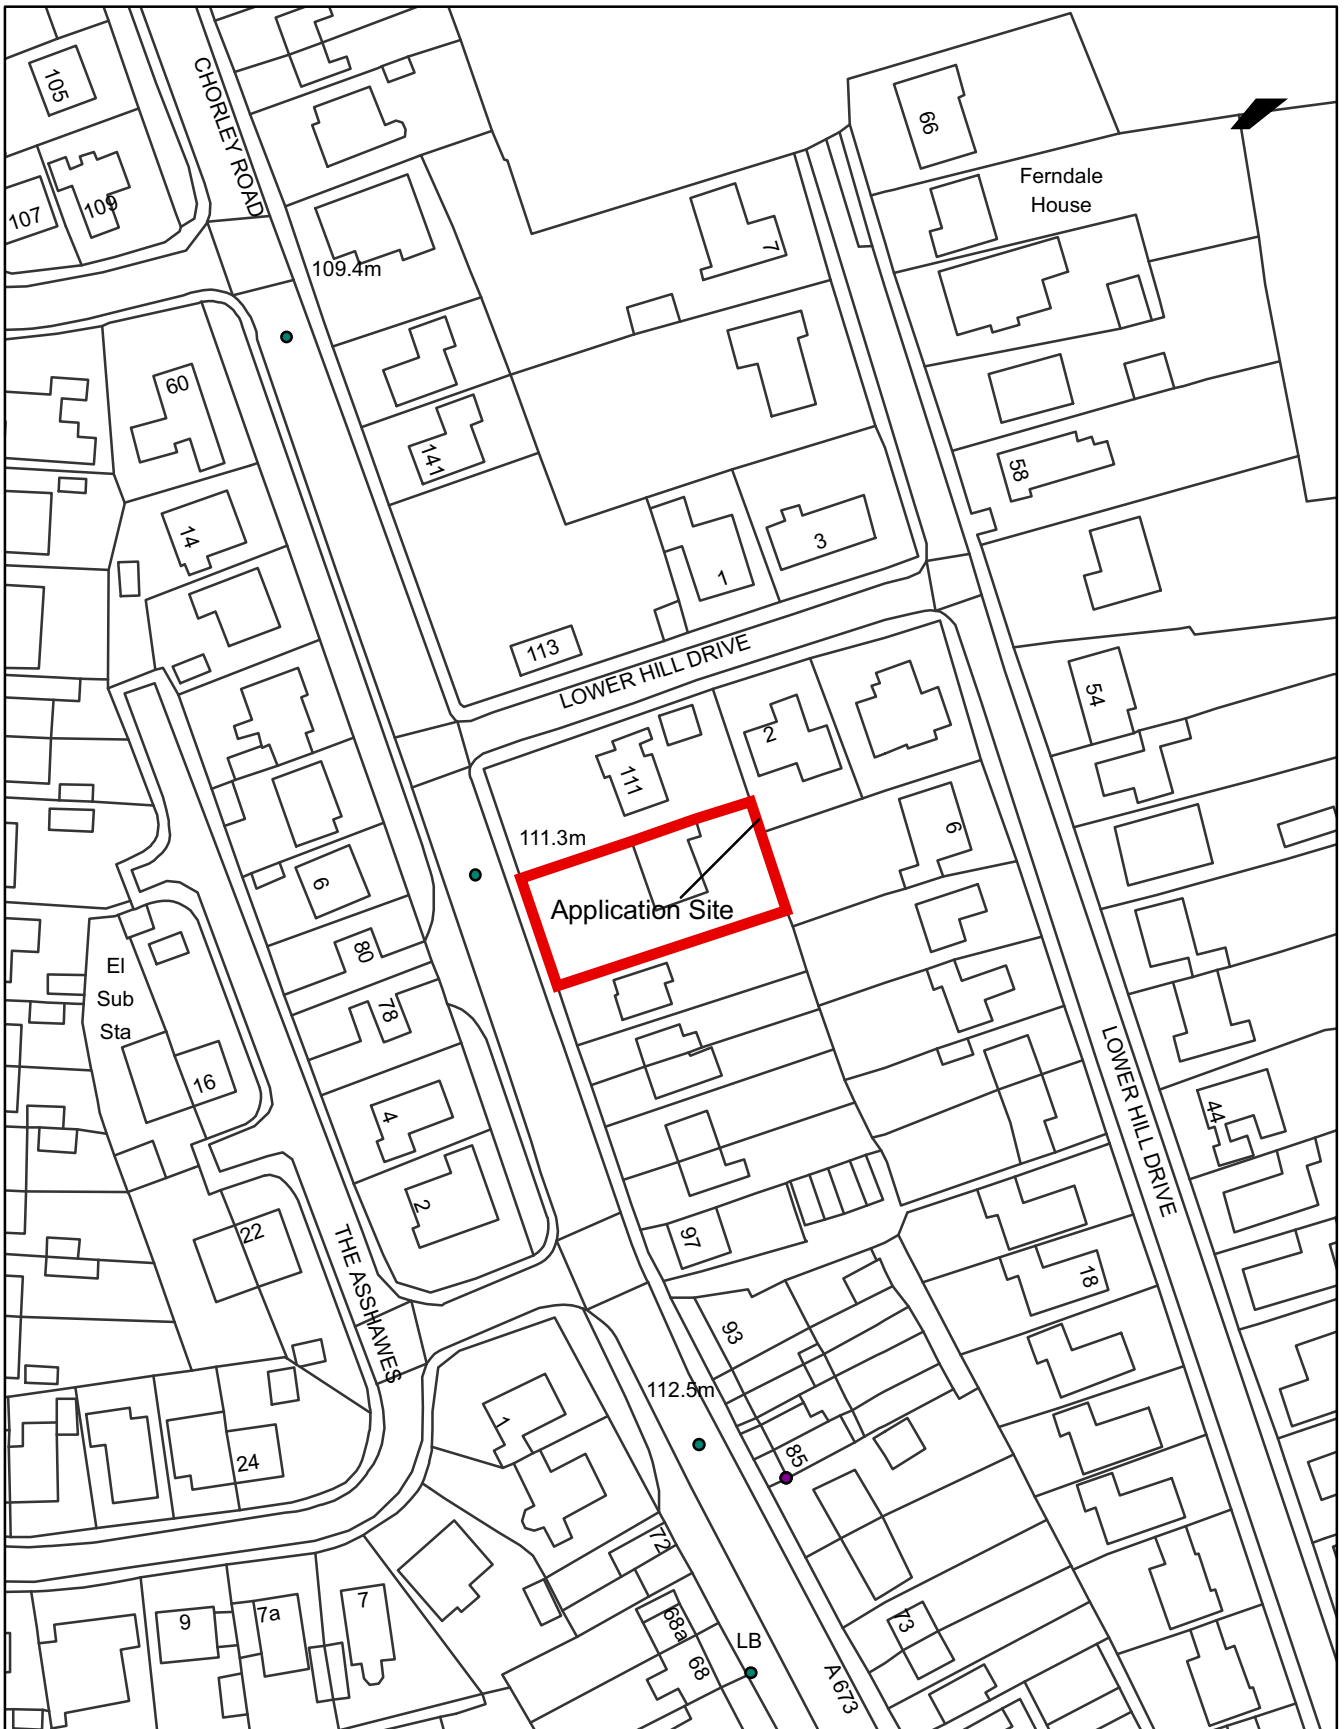 105
CHORLEY ROAD
66
Ferndale
House
107
109
7
109.4m
60
141
58
14
3
1
113
LOWER HILL DRIVE
54
2
111
111.3m
6
6
Application Site
80
El
Sub
Sta
78
16
LOWER HILL DRIVE
4
44
2
97
22
THE ASSHAWES
18
93
112.5m
1
85
24
72
9
7a
7
68a
73
LB
68
A 673